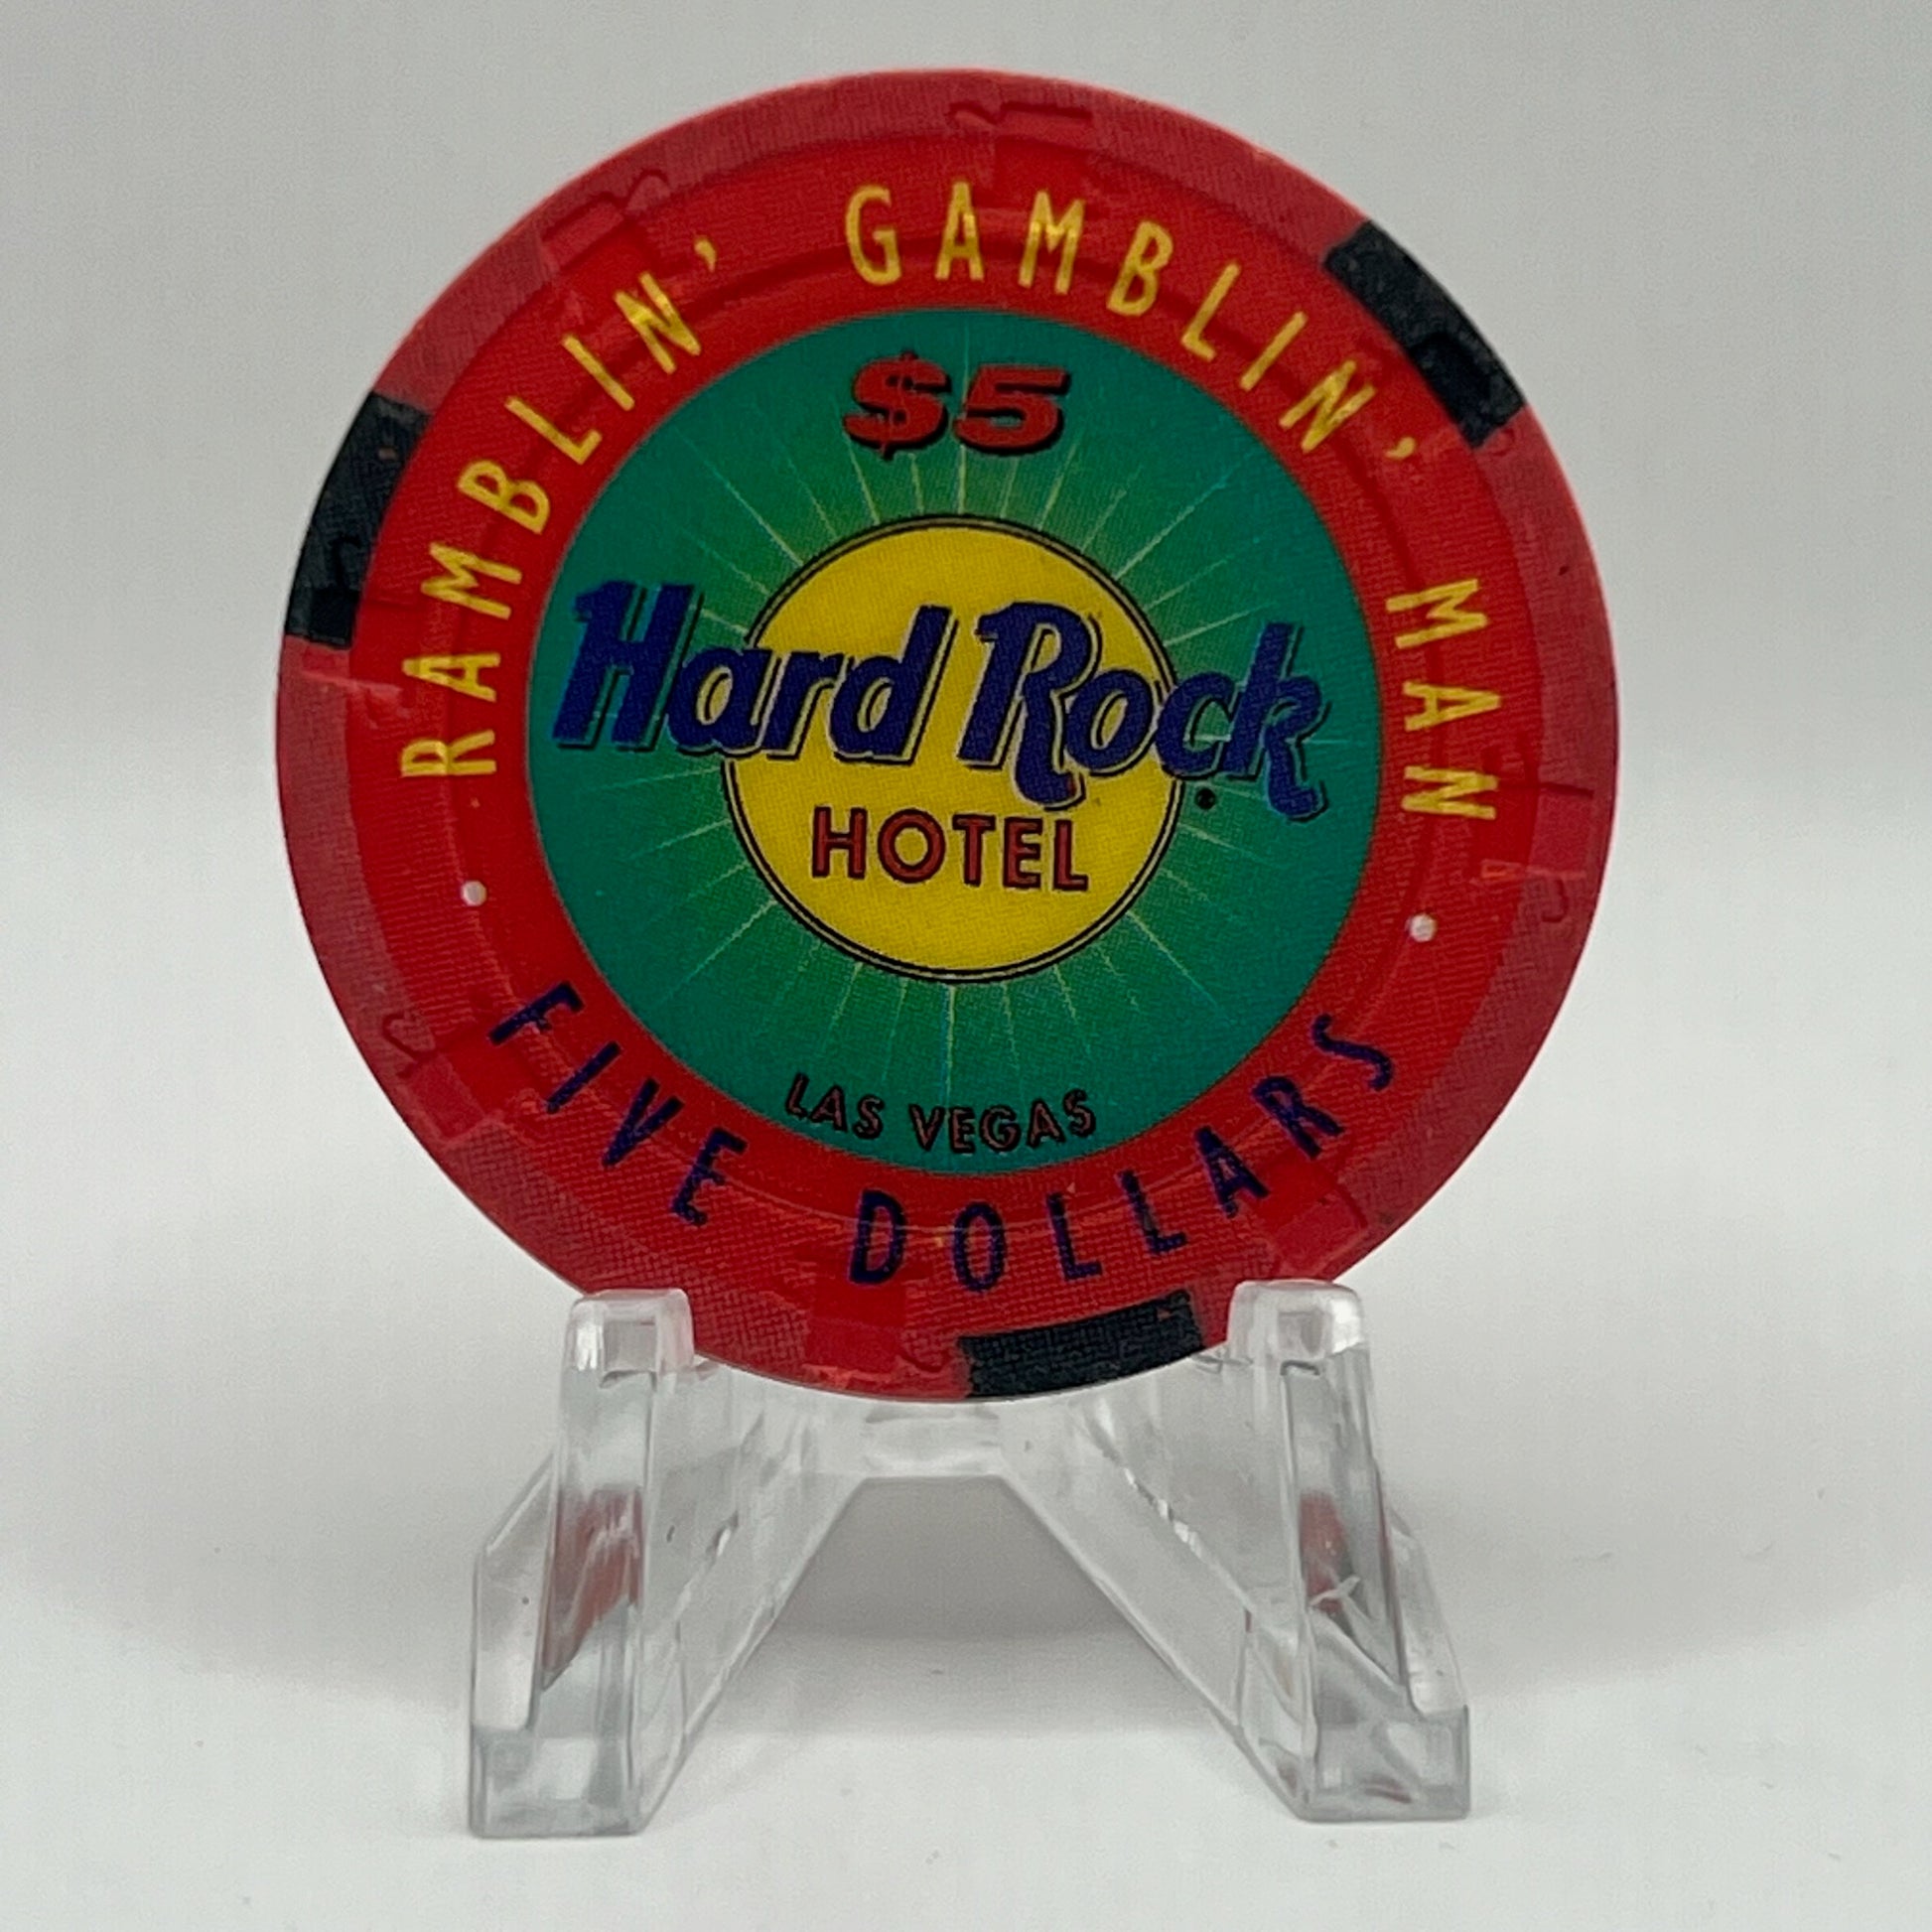 RAMBLIN' GAMBLIN' MAN
$5
Hard Rock
HOTEL
LAS VEGAS
FIVE DOLLARS